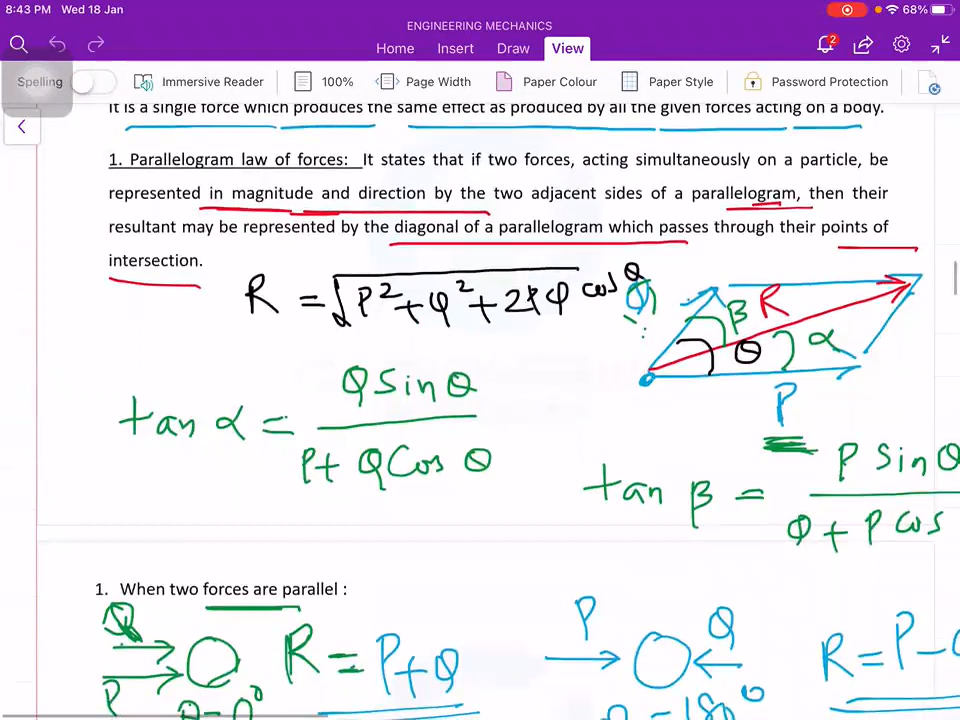 8:43 PM Wed 18 Jan
68%
ENGINEERING MECHANICS
Home Insert Draw View
2
Spelling Immersive Reader 100% Page Width Paper Colour Paper Style Password Protection
It is a single force which produces the same effect as produced by all the given forces acting on a body.
1. Parallelogram law of forces: It states that if two forces, acting simultaneously on a particle, be
represented in magnitude and direction by the two adjacent sides of a parallelogram, then their
resultant may be represented by the diagonal of a parallelogram which passes through their points of
intersection.
R = √P²+Q²+2PQ cos θ
Q β R
θ α
P
tan α = Q Sin θ
P+ Q Cos θ
tan β = P Sin θ
Q + P cos
1. When two forces are parallel :
Q
P
R = P+Q
θ = 0°
P Q
R = P - Q
θ = 180°